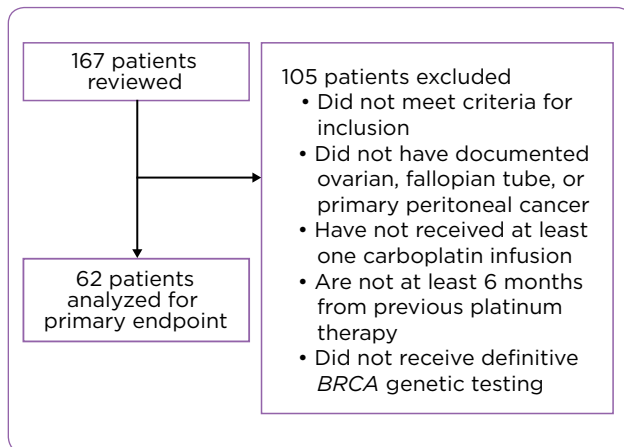 167 patients
reviewed
105 patients excluded
• Did not meet criteria for
inclusion
• Did not have documented
ovarian, fallopian tube, or
primary peritoneal cancer
• Have not received at least
one carboplatin infusion
• Are not at least 6 months
from previous platinum
therapy
• Did not receive definitive
BRCA genetic testing
62 patients
analyzed for
primary endpoint